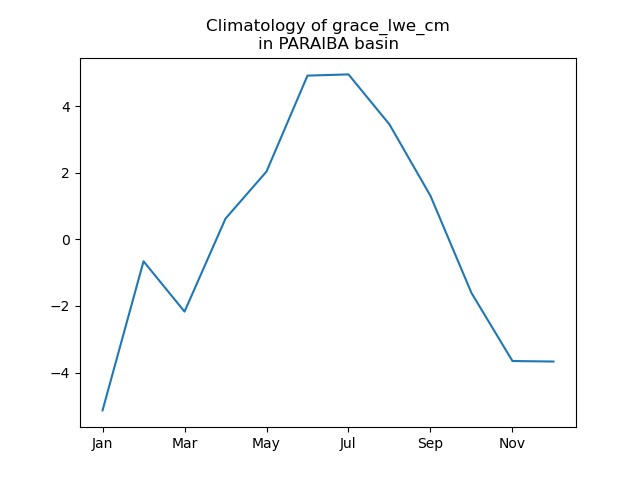 Climatology of grace_lwe_cm
in PARAIBA basin
4
2
0
−2
−4
Jan
Mar
May
Jul
Sep
Nov